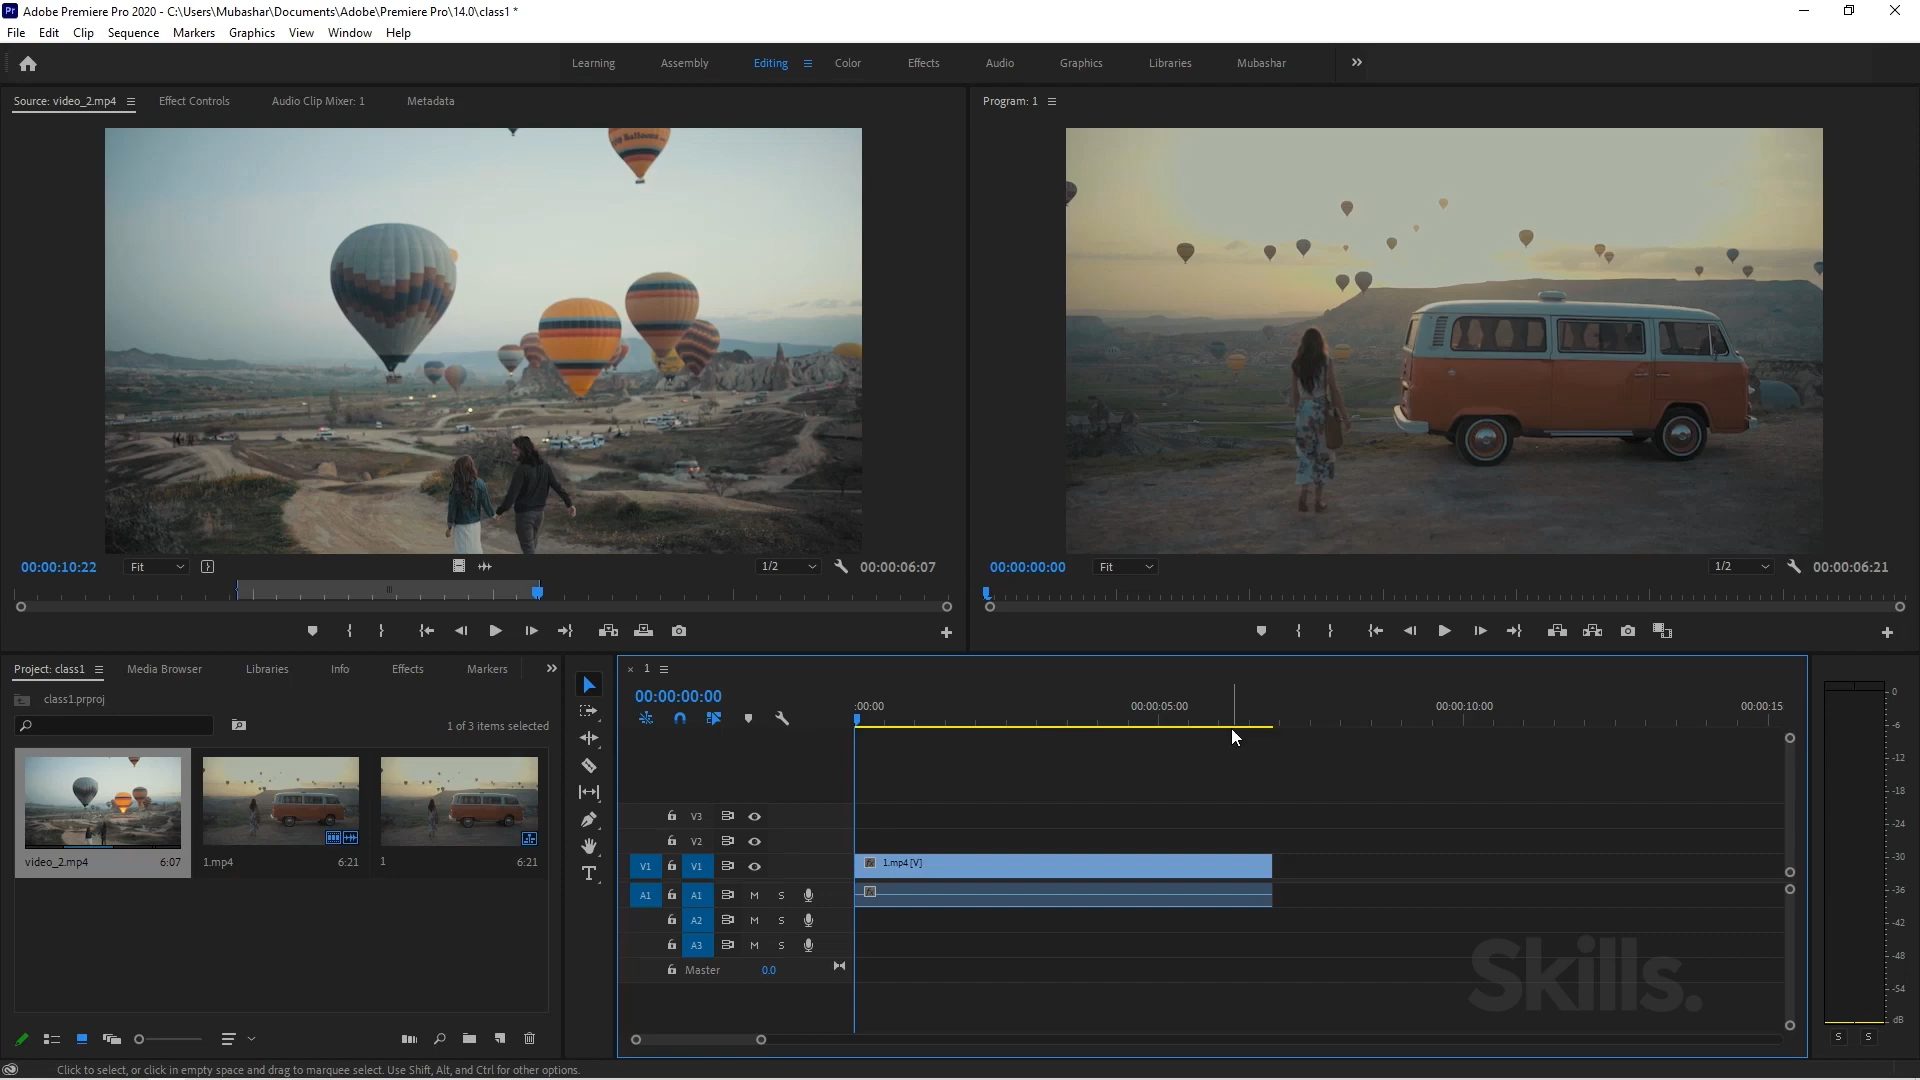 Adobe Premiere Pro 2020 - C:\Users\Mubashar\Documents\Adobe\Premiere Pro\14.0\class1 *
File Edit Clip Sequence Markers Graphics View Window Help
Learning Assembly Editing Color Effects Audio Graphics Libraries Mubashar
Source: video_2.mp4 Effect Controls Audio Clip Mixer: 1 Metadata
Program: 1
Balloons
00:00:10:22 Fit 1/2 00:00:06:07
00:00:00:00 Fit 1/2 00:00:06:21
Project: class1 Media Browser Libraries Info Effects Markers
class1.prproj
1 of 3 items selected
video_2.mp4 6:07
1.mp4 6:21
1 6:21
1
00:00:00:00
:00:00 00:00:05:00 00:00:10:00 00:00:15
V3
V2
V1 V1 1.mp4 [V]
A1 A1 M S
A2 M S
A3 M S
Master 0.0
0
-6
-12
-18
-24
-30
-36
-42
-48
-54
dB
S S
Skills.
Click to select, or click in empty space and drag to marquee select. Use Shift, Alt, and Ctrl for other options.